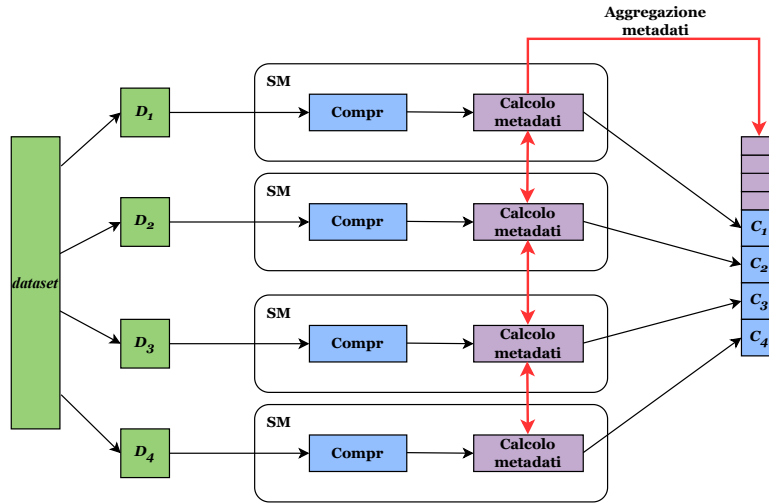 Aggregazione
metadati
SM
D1
Compr
Calcolo
metadati
SM
D2
Compr
Calcolo
metadati
C1
C2
dataset
SM
D3
Compr
Calcolo
metadati
C3
C4
SM
D4
Compr
Calcolo
metadati